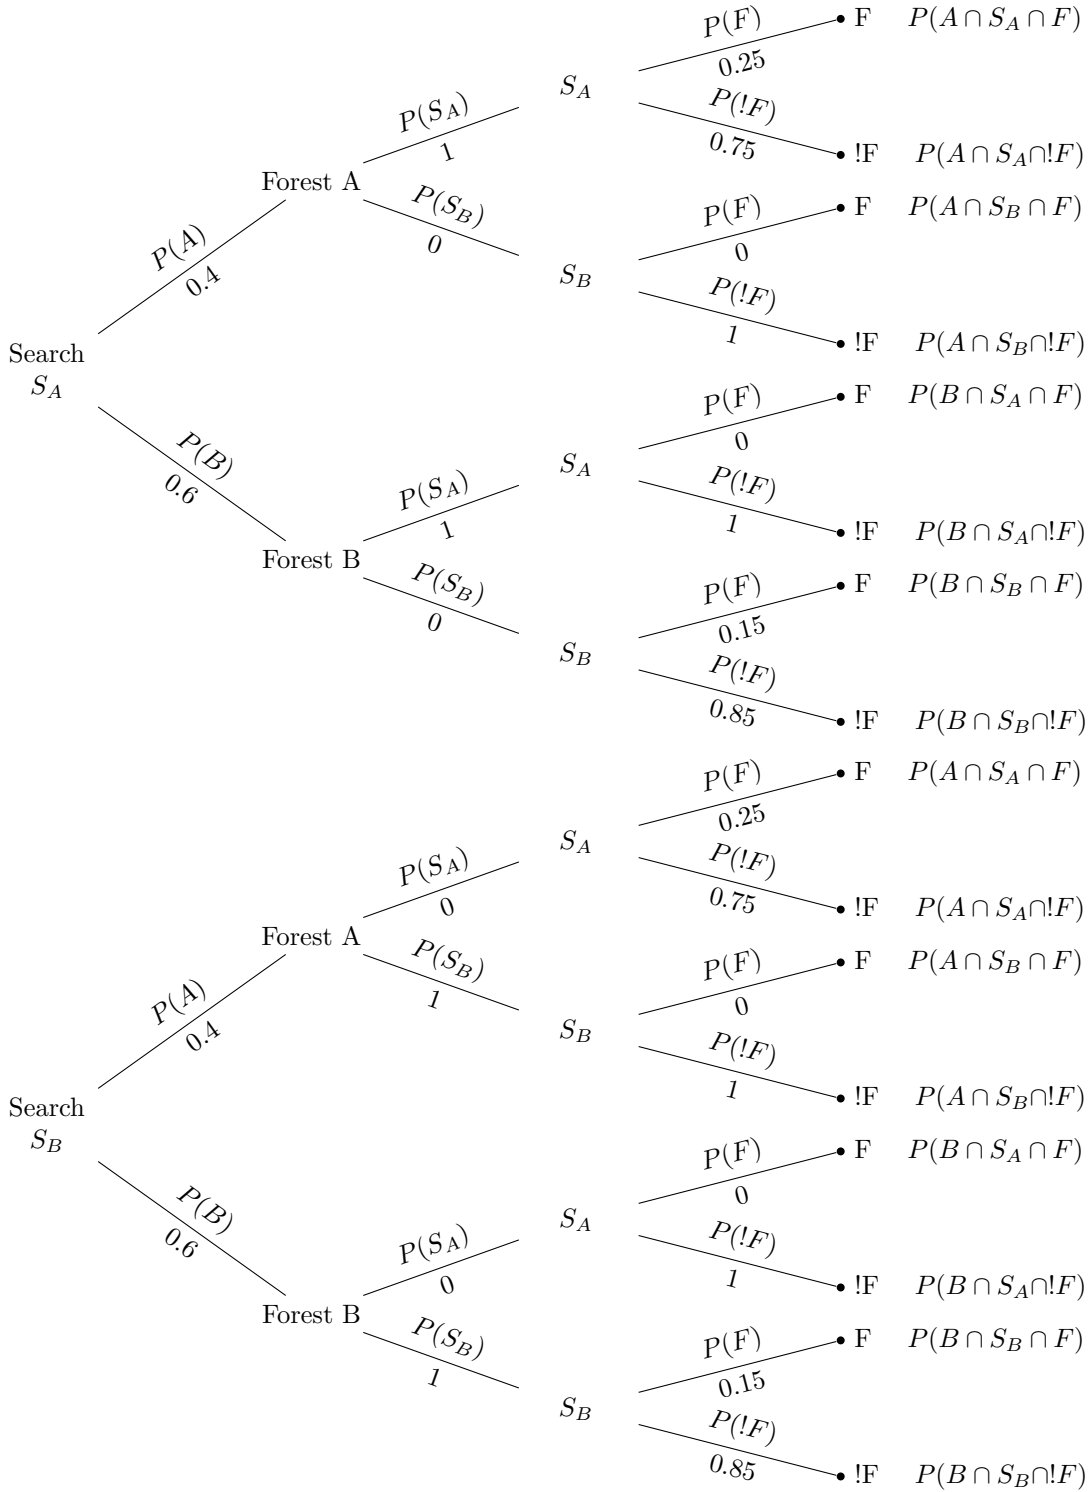 P(F)
F P(A ∩ S_A ∩ F)
0.25
S_A
P(!F)
0.75
!F P(A ∩ S_A∩!F)
P(S_A)
1
Forest A
P(S_B)
0
P(F)
F P(A ∩ S_B ∩ F)
0
S_B
P(!F)
1
!F P(A ∩ S_B∩!F)
P(A)
0.4
Search
S_A
P(B)
0.6
P(F)
F P(B ∩ S_A ∩ F)
0
S_A
P(!F)
1
!F P(B ∩ S_A∩!F)
P(S_A)
1
Forest B
P(S_B)
0
P(F)
F P(B ∩ S_B ∩ F)
0.15
S_B
P(!F)
0.85
!F P(B ∩ S_B∩!F)
P(F)
F P(A ∩ S_A ∩ F)
0.25
S_A
P(!F)
0.75
!F P(A ∩ S_A∩!F)
P(S_A)
0
Forest A
P(S_B)
1
P(F)
F P(A ∩ S_B ∩ F)
0
S_B
P(!F)
1
!F P(A ∩ S_B∩!F)
P(A)
0.4
Search
S_B
P(B)
0.6
P(F)
F P(B ∩ S_A ∩ F)
0
S_A
P(!F)
1
!F P(B ∩ S_A∩!F)
P(S_A)
0
Forest B
P(S_B)
1
P(F)
F P(B ∩ S_B ∩ F)
0.15
S_B
P(!F)
0.85
!F P(B ∩ S_B∩!F)